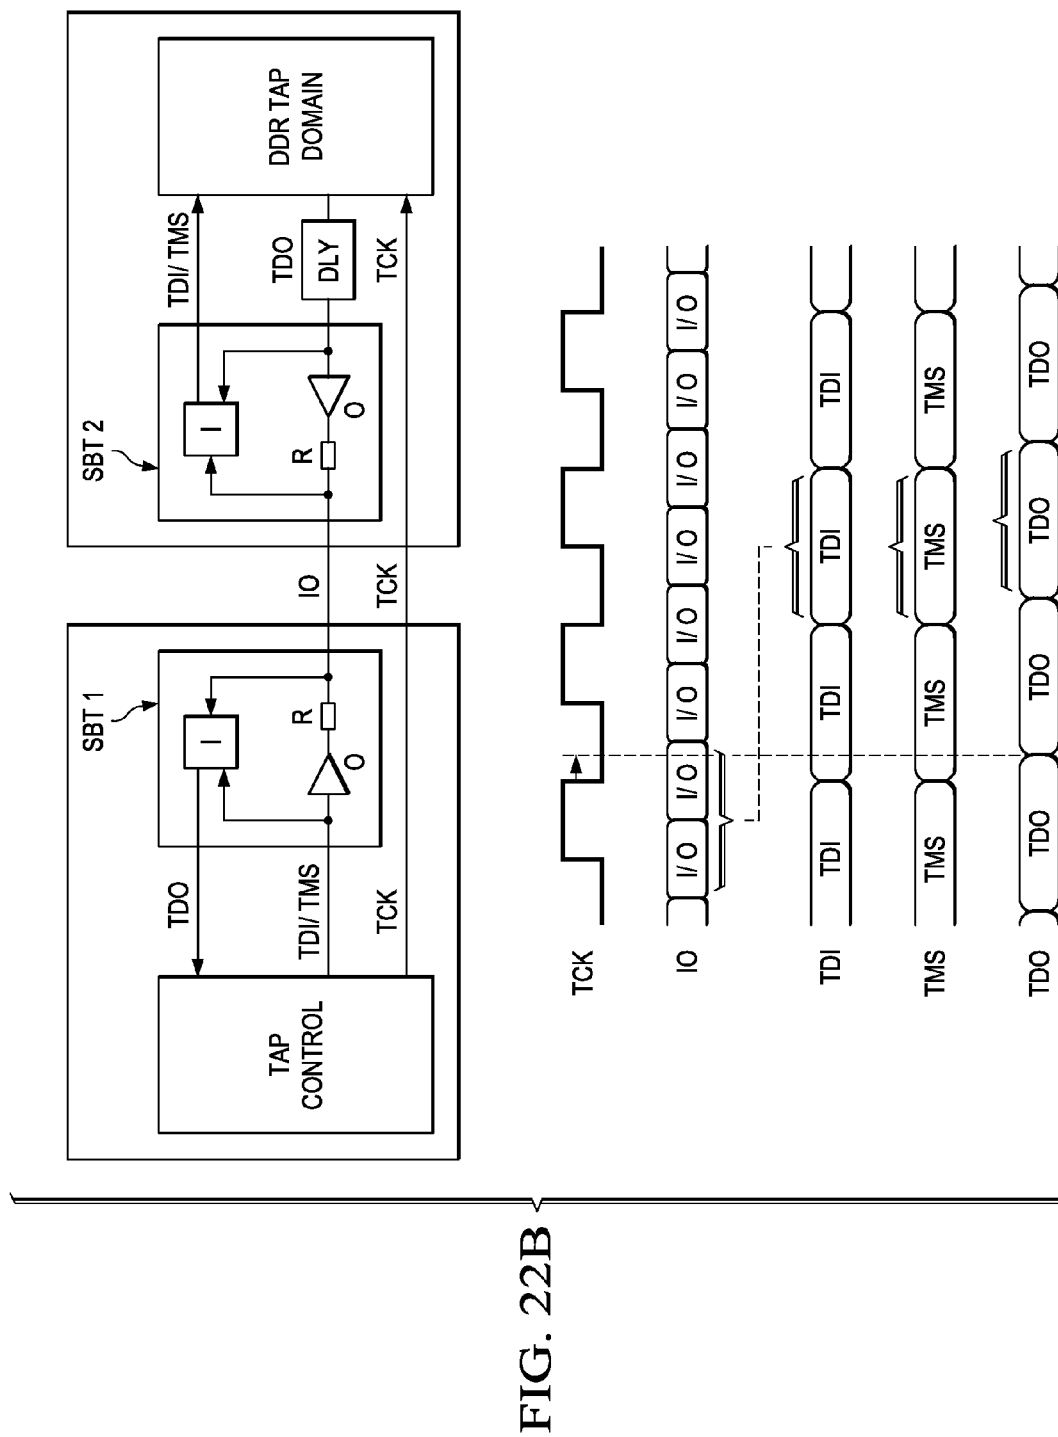 SBT 1
SBT 2
TAP
CONTROL
TDO
TDI/ TMS
TCK
I
O
R
IO
TCK
I
R
O
TDI/ TMS
TDO
DLY
TCK
DDR TAP
DOMAIN
TCK
IO
I/ O I/ O I/ O I/ O I/ O I/ O I/ O I/ O
TDI
TDI TDI TDI TDI
TMS
TMS TMS TMS TMS
TDO
TDO TDO TDO TDO
FIG. 22B